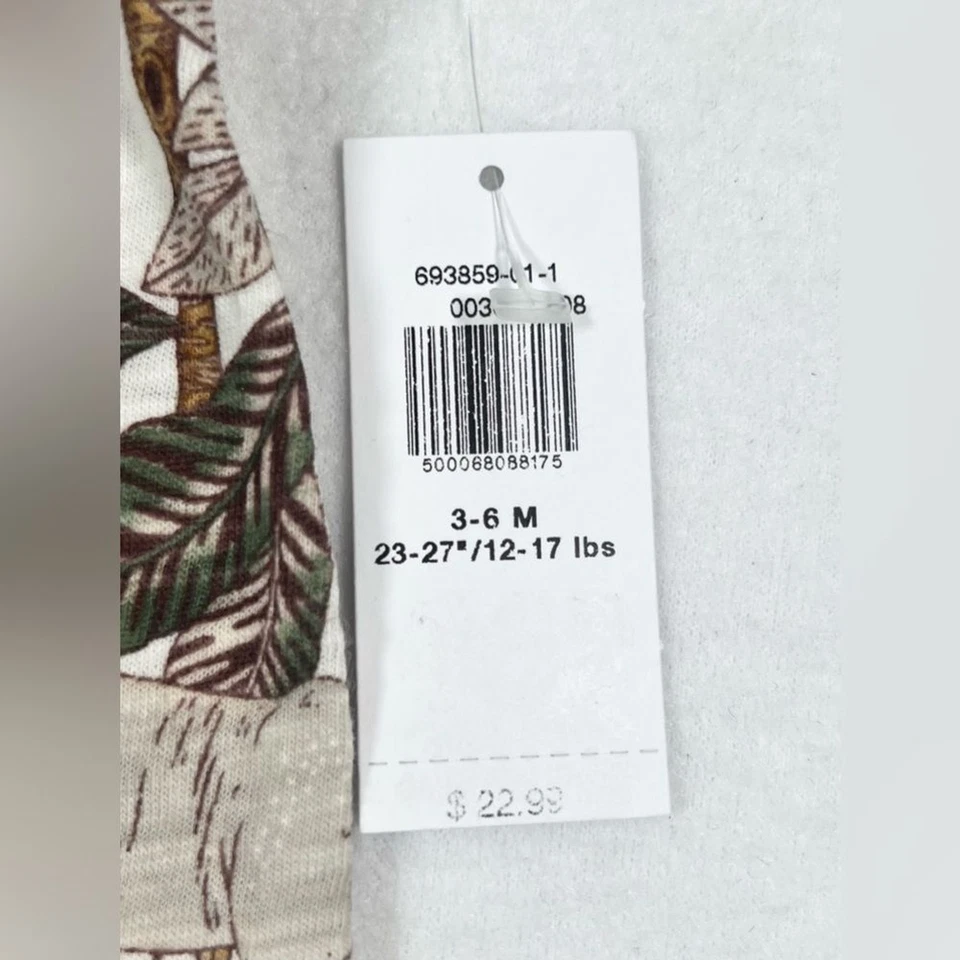 693859-01-1
500068088175
3-6 M
23-27"/12-17 lbs
$ 22.99